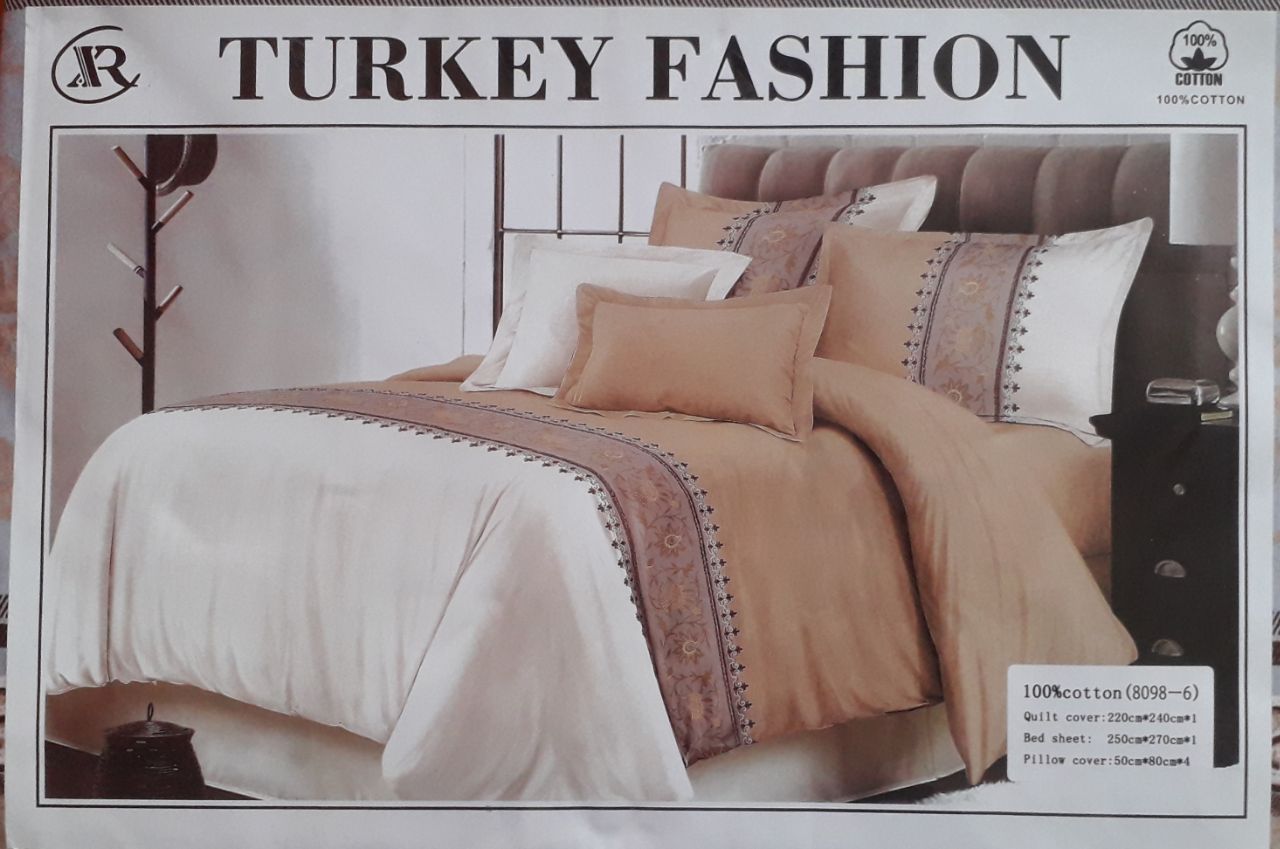 XR
TURKEY FASHION
100%
COTTON
100%COTTON
100%cotton(8098-6)
Quilt cover:220cm*240cm*1
Bed sheet: 250cm*270cm*1
Pillow cover:50cm*80cm*4